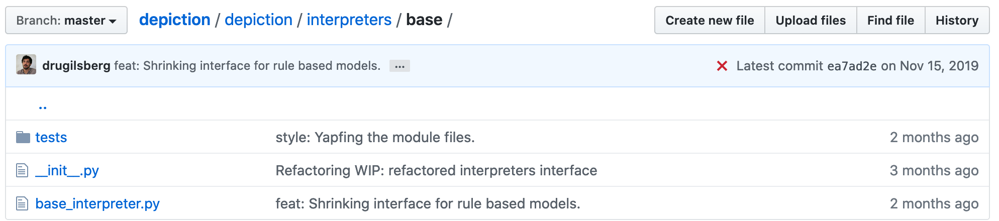 Branch: master depiction / depiction / interpreters / base / Create new file Upload files Find file History
drugilsberg feat: Shrinking interface for rule based models. ... Latest commit ea7ad2e on Nov 15, 2019
..
tests style: Yapfing the module files. 2 months ago
__init__.py Refactoring WIP: refactored interpreters interface 3 months ago
base_interpreter.py feat: Shrinking interface for rule based models. 2 months ago